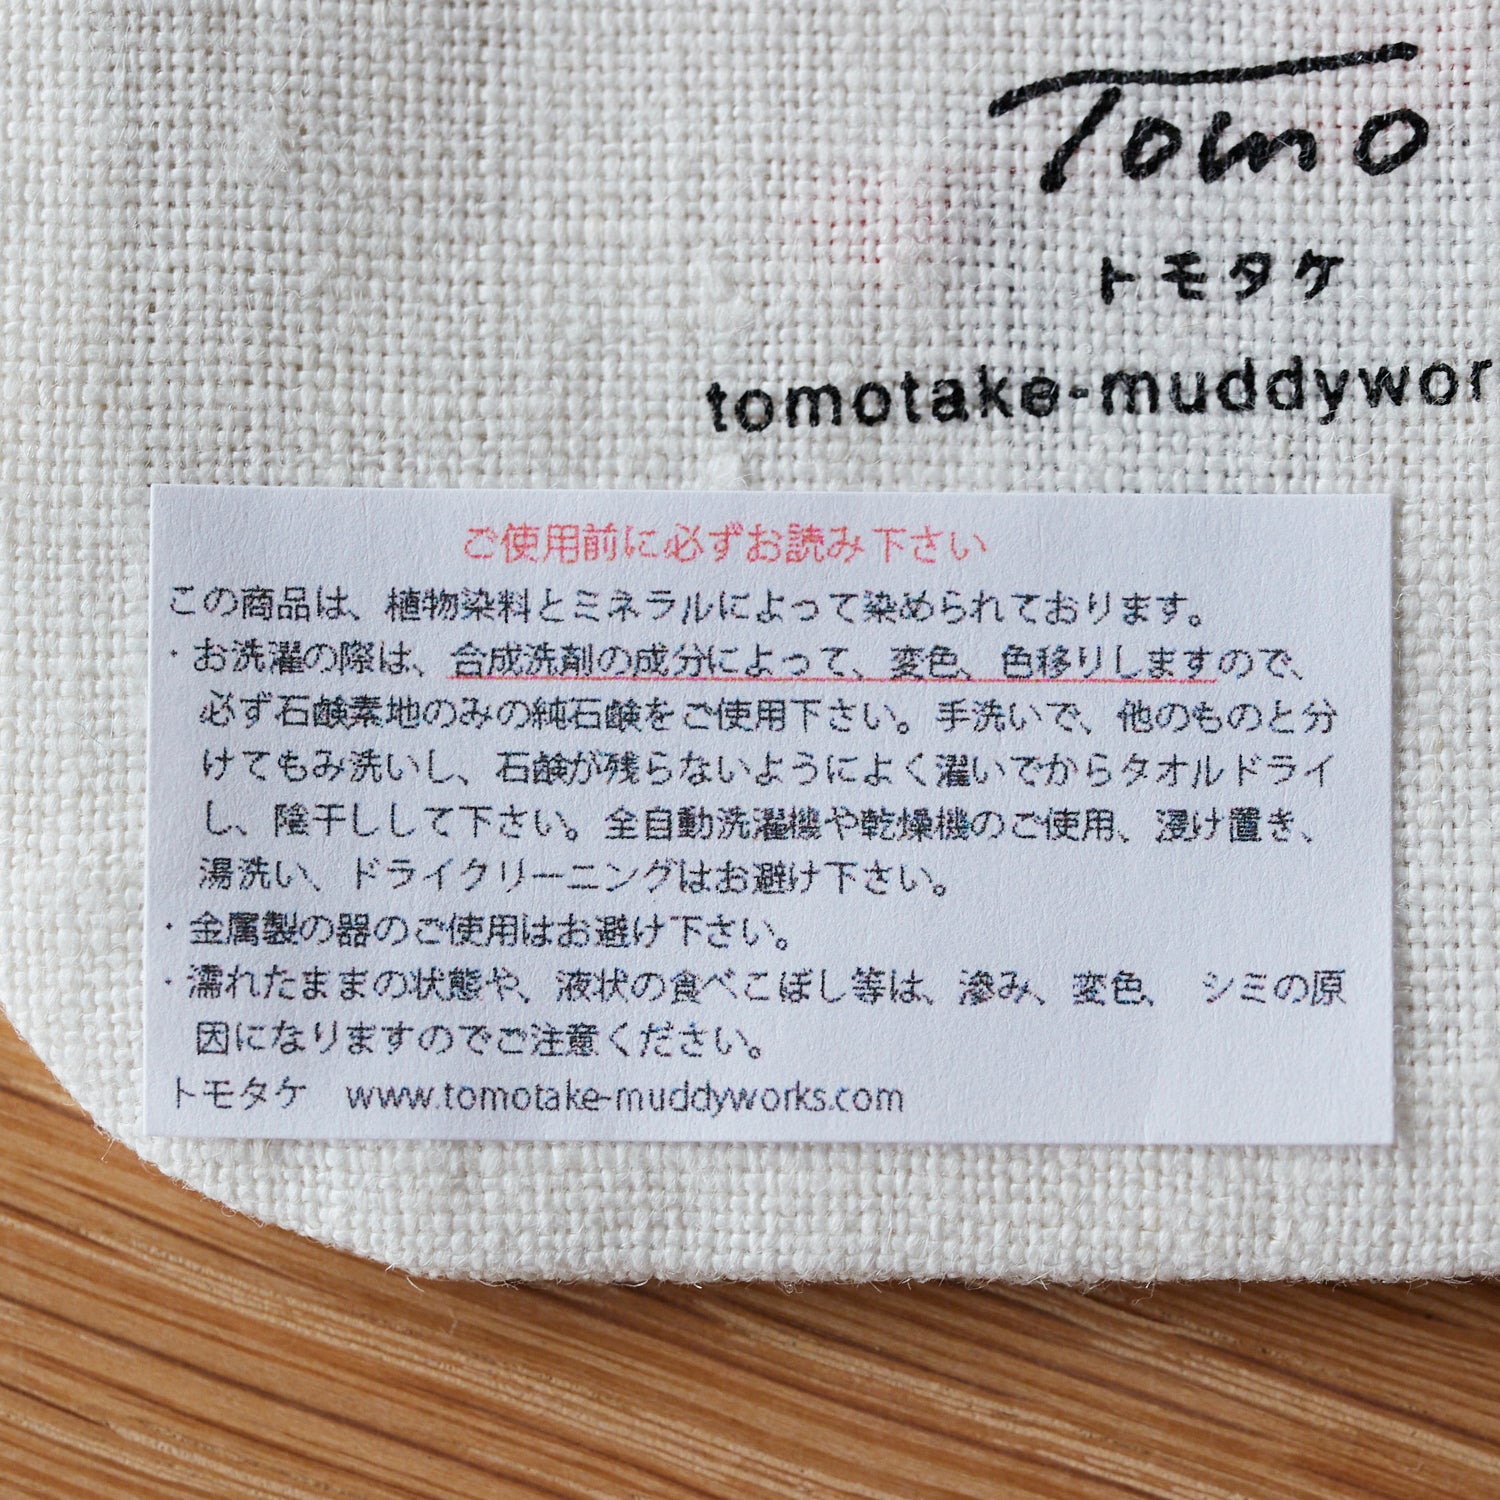 Tomo
トモタケ
tomotake-muddywor
ご使用前に必ずお読み下さい
この商品は、植物染料とミネラルによって染められております。
・お洗濯の際は、合成洗剤の成分によって、変色、色移りしますので、
必ず石鹸素地のみの純石鹸をご使用下さい。手洗いで、他のものと分
けてもみ洗いし、石鹸が残らないようによく濯いでからタオルドライ
し、陰干しして下さい。全自動洗濯機や乾燥機のご使用、浸け置き、
湯洗い、ドライクリーニングはお避け下さい。
・金属製の器のご使用はお避け下さい。
・濡れたままの状態や、液状の食べこぼし等は、滲み、変色、 シミの原
因になりますのでご注意ください。
トモタケ www.tomotake-muddyworks.com